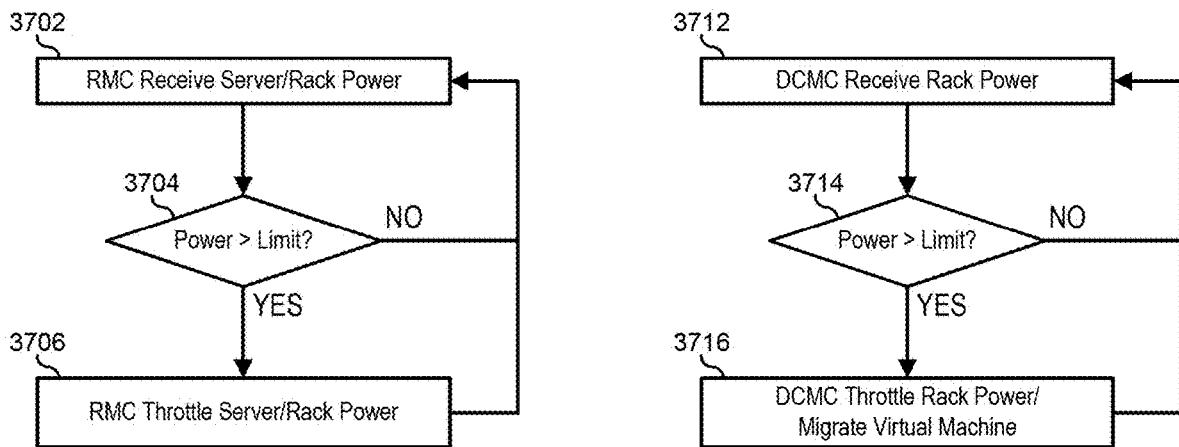 3702
RMC Receive Server/Rack Power
3704
Power > Limit?
NO
YES
3706
RMC Throttle Server/Rack Power
3712
DCMC Receive Rack Power
3714
Power > Limit?
NO
YES
3716
DCMC Throttle Rack Power/
Migrate Virtual Machine